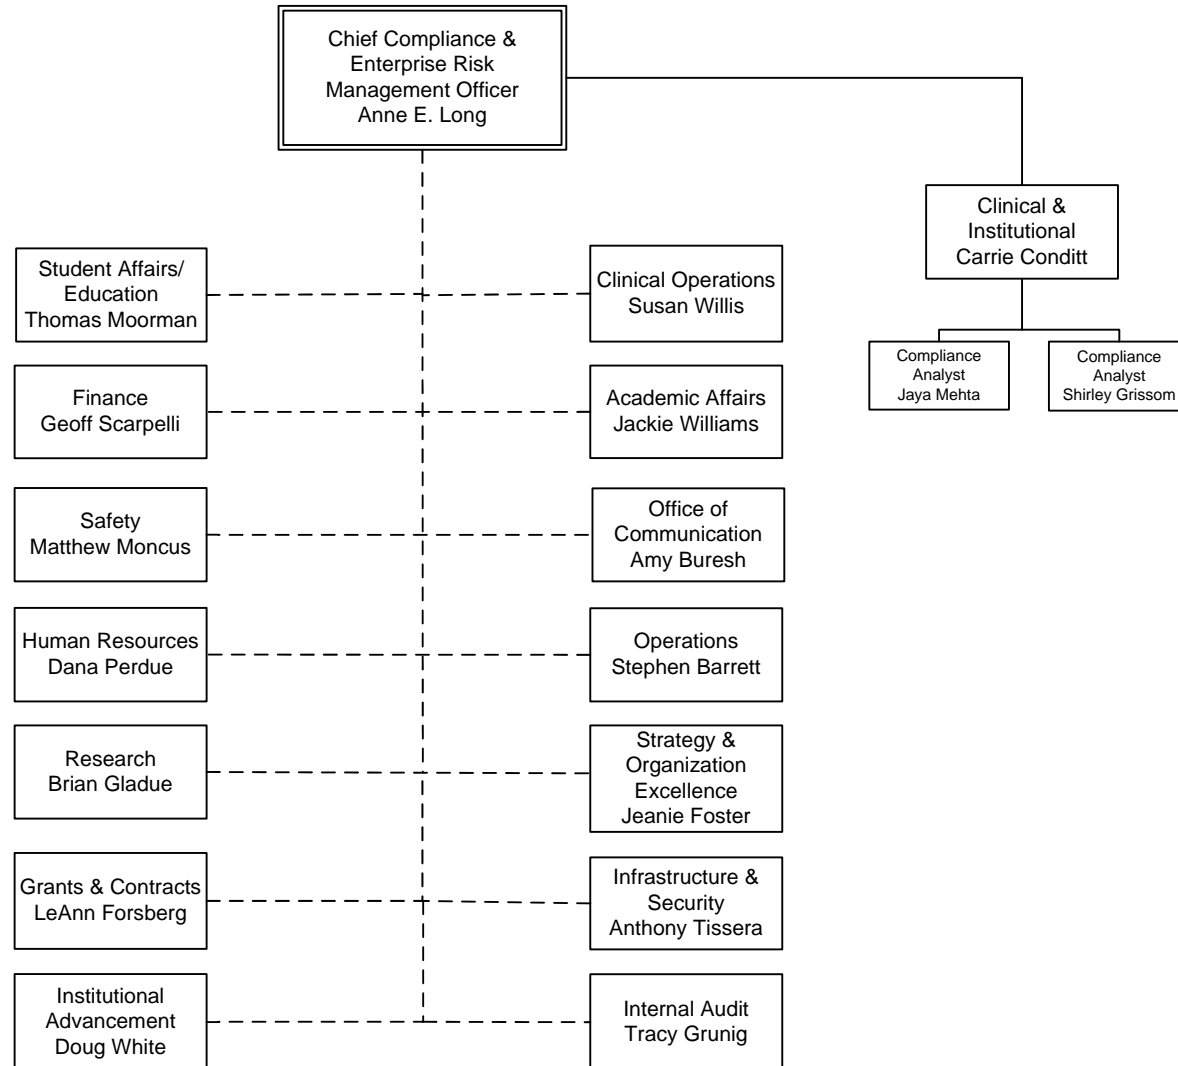 Chief Compliance &
Enterprise Risk
Management Officer
Anne E. Long
Clinical &
Institutional
Carrie Conditt
Compliance
Analyst
Jaya Mehta
Compliance
Analyst
Shirley Grissom
Student Affairs/
Education
Thomas Moorman
Clinical Operations
Susan Willis
Finance
Geoff Scarpelli
Academic Affairs
Jackie Williams
Safety
Matthew Moncus
Office of
Communication
Amy Buresh
Human Resources
Dana Perdue
Operations
Stephen Barrett
Research
Brian Gladue
Strategy &
Organization
Excellence
Jeanie Foster
Grants & Contracts
LeAnn Forsberg
Infrastructure &
Security
Anthony Tissera
Institutional
Advancement
Doug White
Internal Audit
Tracy Grunig